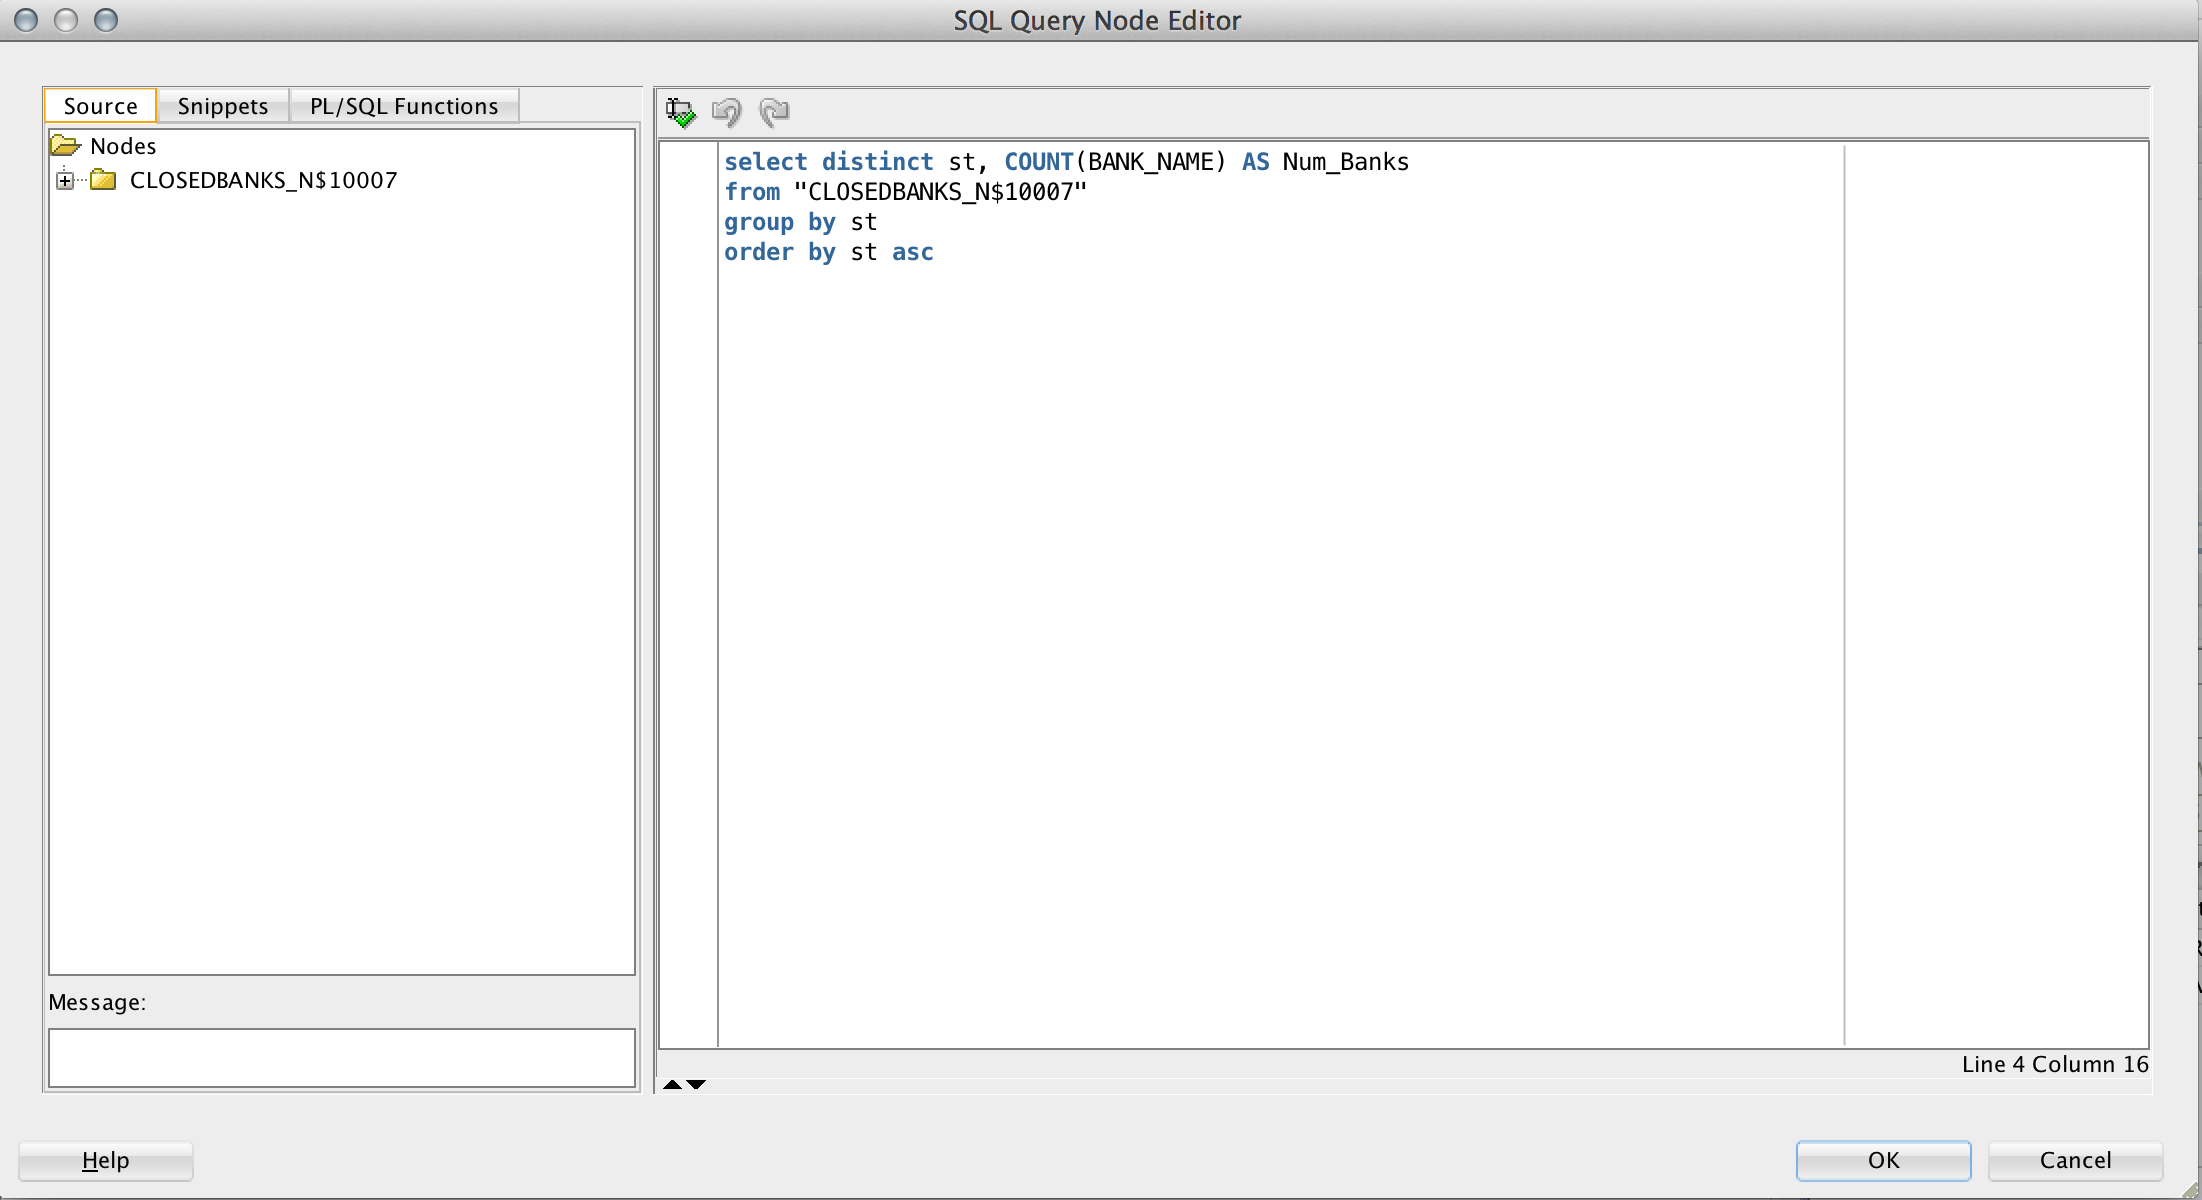 SQL Query Node Editor
Source Snippets PL/SQL Functions
Nodes
CLOSEDBANKS_N$10007
Message:
select distinct st, COUNT(BANK_NAME) AS Num_Banks
from "CLOSEDBANKS_N$10007"
group by st
order by st asc
Line 4 Column 16
Help OK Cancel